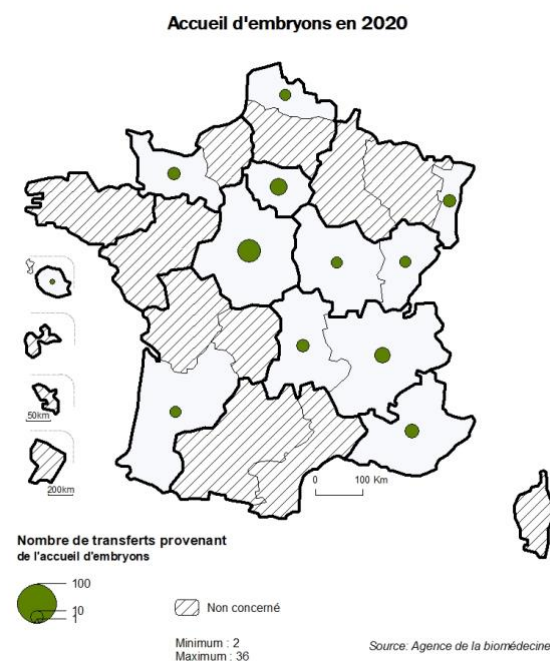 Accueil d'embryons en 2020
50km
200km
0 100 Km
Nombre de transferts provenant
de l'accueil d'embryons
100
10
1
Non concerné
Minimum : 2
Maximum : 36
Source: Agence de la biomédecine